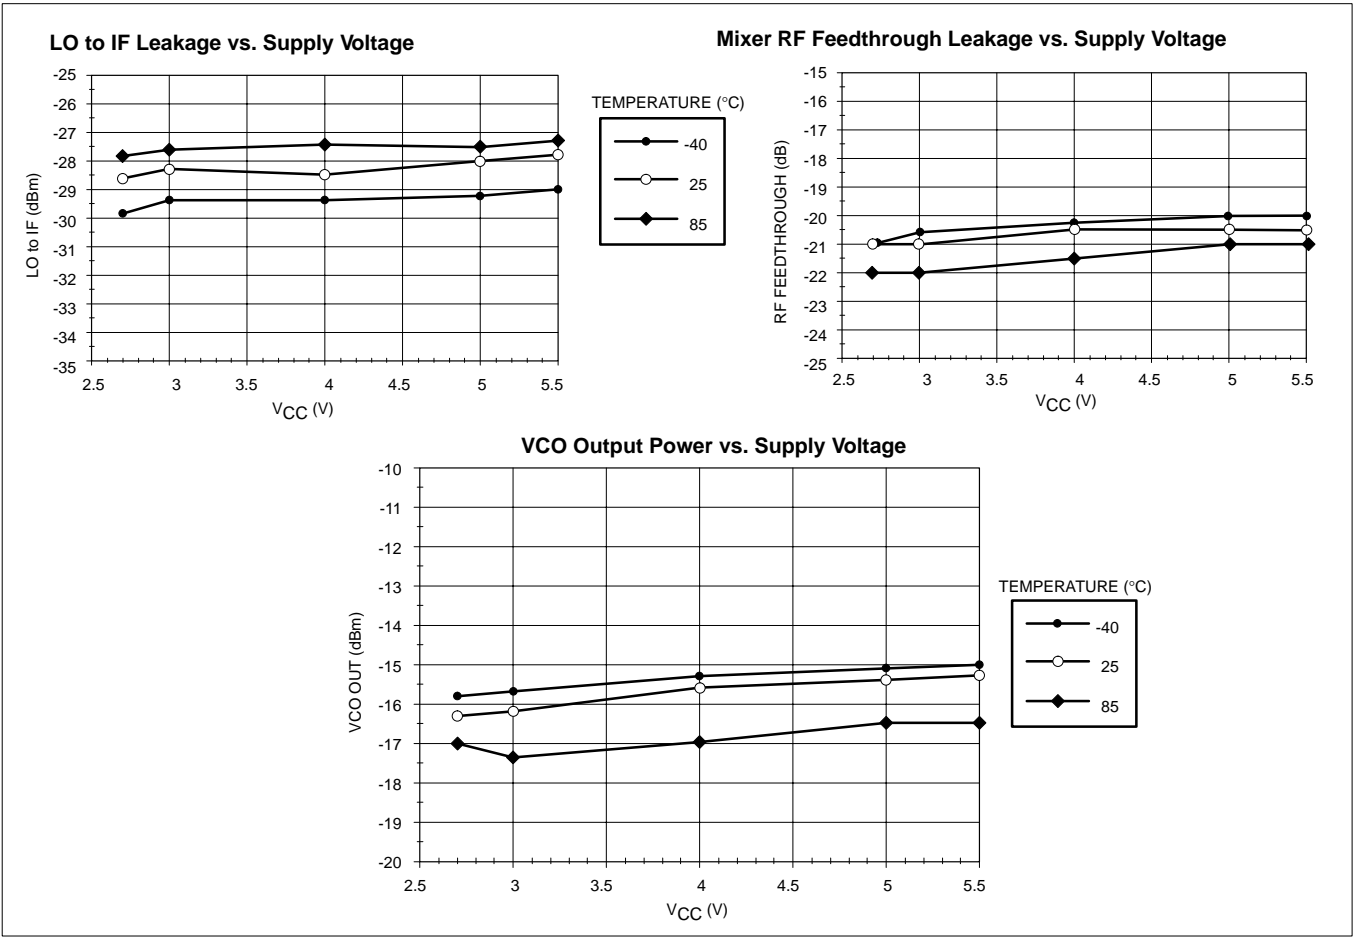 LO to IF Leakage vs. Supply Voltage
-25
-26
-27
-28
-29
-30
-31
-32
-33
-34
-35
LO to IF (dBm)
2.5 3 3.5 4 4.5 5 5.5
VCC (V)
TEMPERATURE (°C)
-40
25
85
Mixer RF Feedthrough Leakage vs. Supply Voltage
-15
-16
-17
-18
-19
-20
-21
-22
-23
-24
-25
RF FEEDTHROUGH (dB)
2.5 3 3.5 4 4.5 5 5.5
VCC (V)
VCO Output Power vs. Supply Voltage
-10
-11
-12
-13
-14
-15
-16
-17
-18
-19
-20
VCO OUT (dBm)
2.5 3 3.5 4 4.5 5 5.5
VCC (V)
TEMPERATURE (°C)
-40
25
85